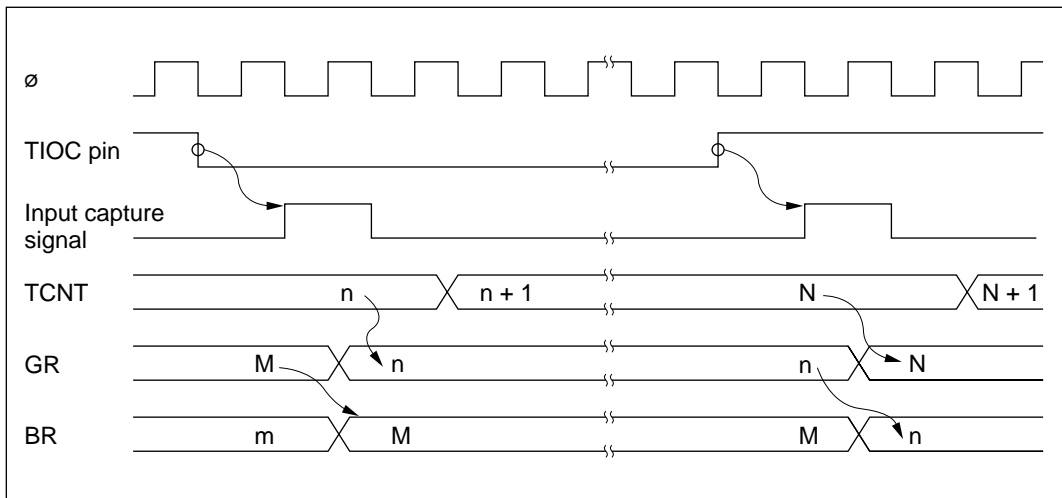 ø
TIOC pin
Input capture
signal
TCNT n n + 1 N N + 1
GR M n n N
BR m M M n